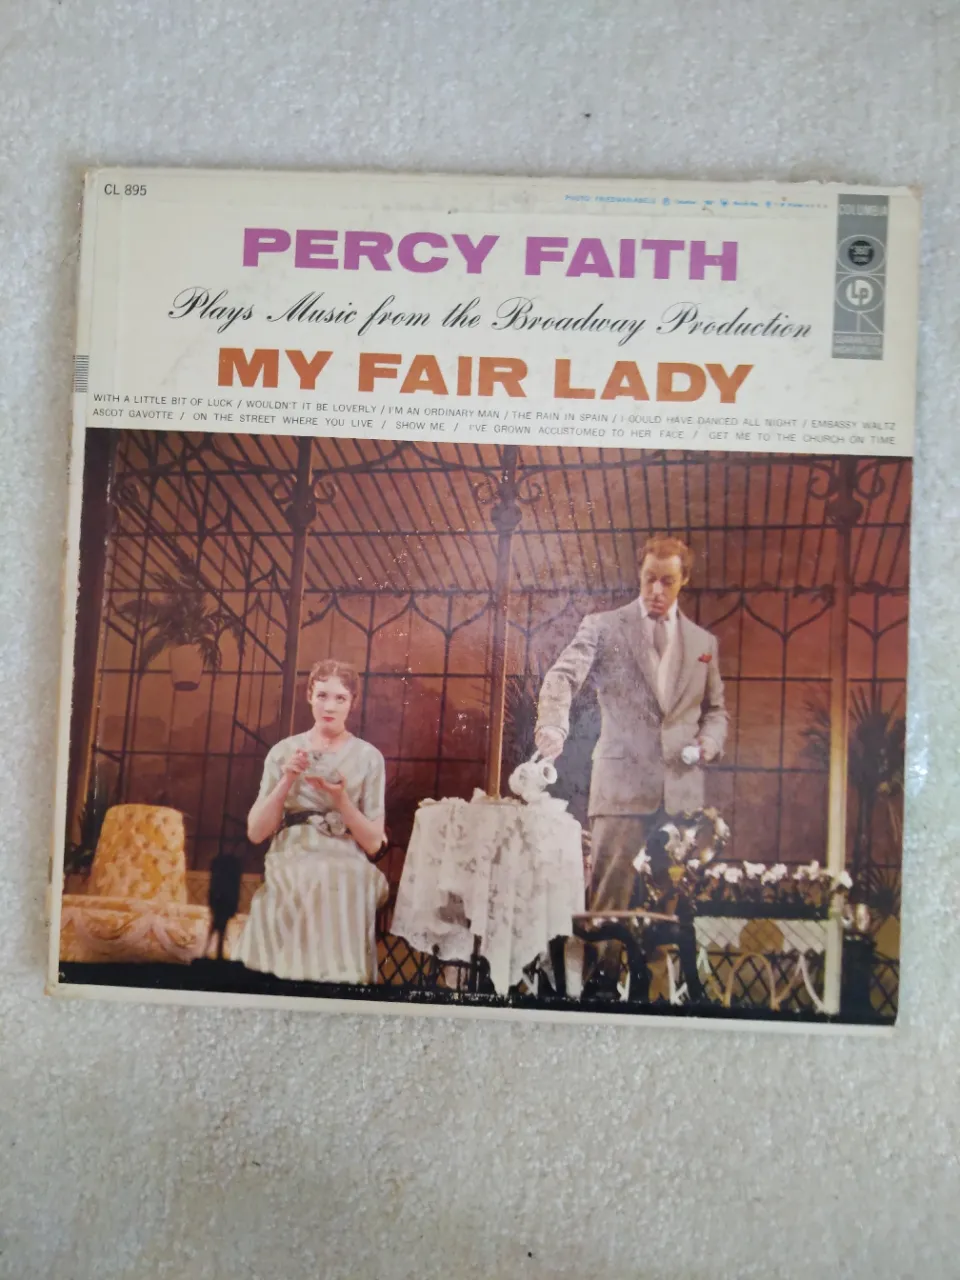 CL 895
COLUMBIA
360°
PERCY FAITH
Lp
Plays Music from the Broadway Production
GUARANTEED
MY FAIR LADY
WITH A LITTLE BIT OF LUCK / WOULDN'T IT BE LOVERLY / I'M AN ORDINARY MAN / THE RAIN IN SPAIN / I COULD HAVE DANCED ALL NIGHT / EMBASSY WALTZ
ASCOT GAVOTTE / ON THE STREET WHERE YOU LIVE / SHOW ME / I'VE GROWN ACCUSTOMED TO HER FACE / GET ME TO THE CHURCH ON TIME